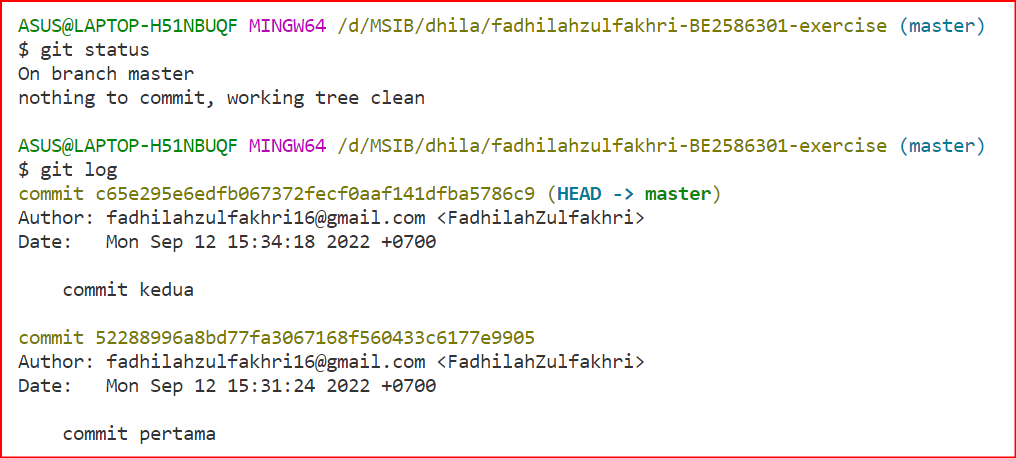 ASUS@LAPTOP-H51NBUQF MINGW64 /d/MSIB/dhila/fadhilahzulfakhri-BE2586301-exercise (master)
$ git status
On branch master
nothing to commit, working tree clean
ASUS@LAPTOP-H51NBUQF MINGW64 /d/MSIB/dhila/fadhilahzulfakhri-BE2586301-exercise (master)
$ git log
commit c65e295e6edfb067372fecf0aaf141dfba5786c9 (HEAD -> master)
Author: fadhilahzulfakhri16@gmail.com <FadhilahZulfakhri>
Date:   Mon Sep 12 15:34:18 2022 +0700
    commit kedua
commit 52288996a8bd77fa3067168f560433c6177e9905
Author: fadhilahzulfakhri16@gmail.com <FadhilahZulfakhri>
Date:   Mon Sep 12 15:31:24 2022 +0700
    commit pertama